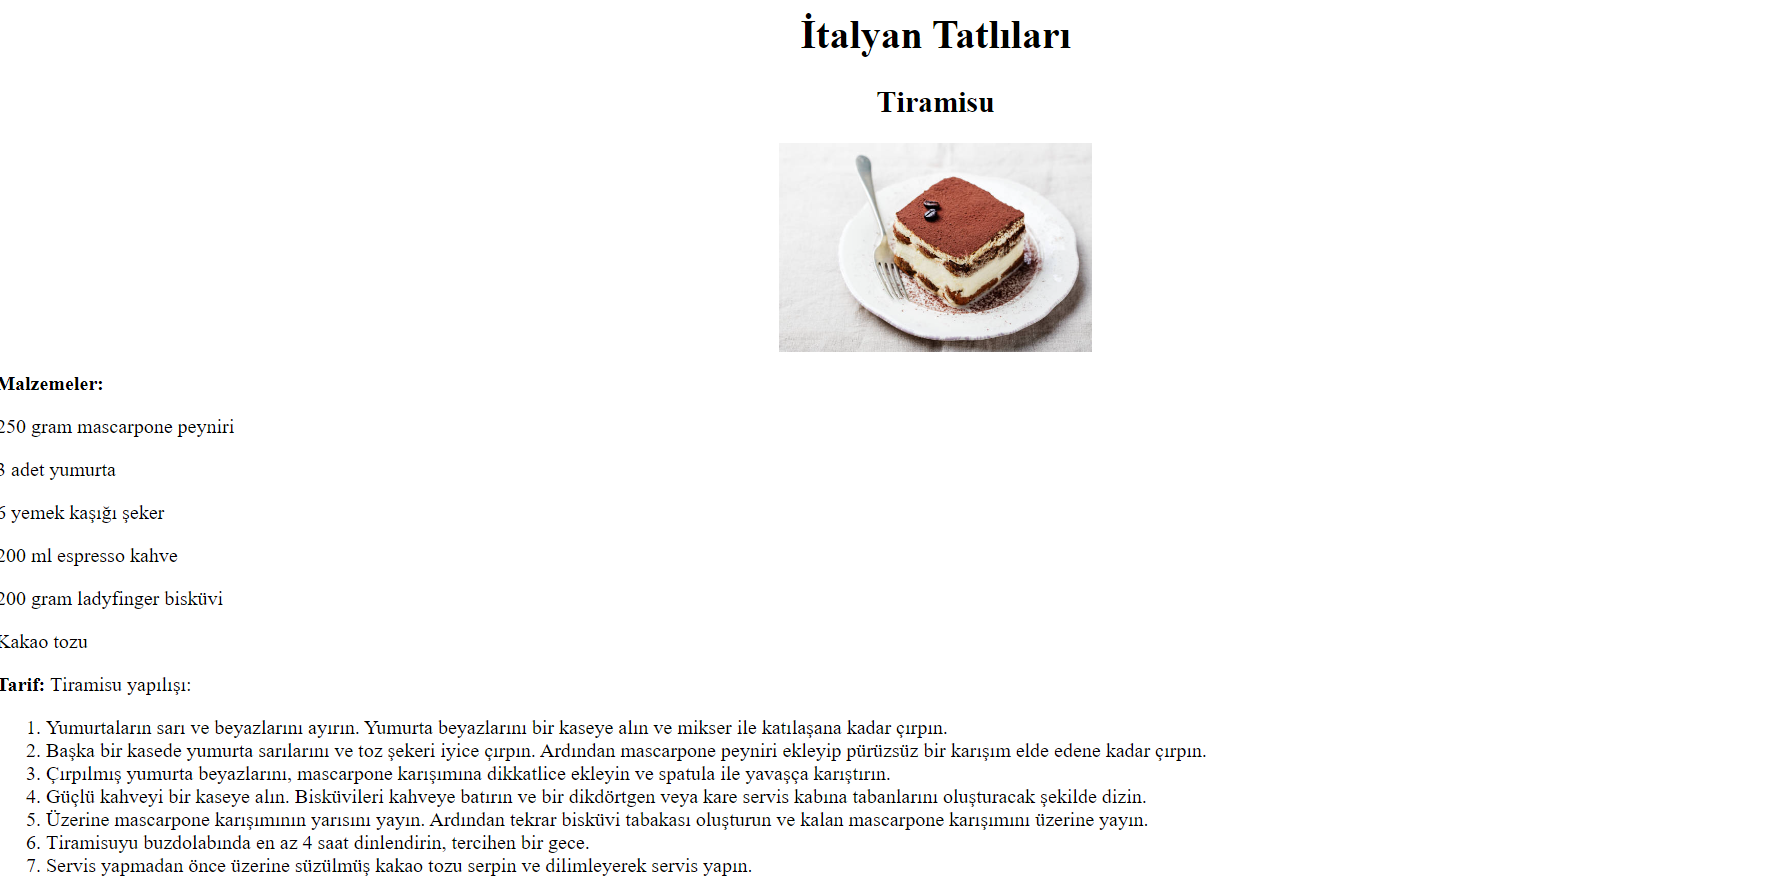 İtalyan Tatlıları
Tiramisu
Malzemeler:
250 gram mascarpone peyniri
3 adet yumurta
6 yemek kaşığı şeker
200 ml espresso kahve
200 gram ladyfinger bisküvi
Kakao tozu
Tarif: Tiramisu yapılışı:
1. Yumurtaların sarı ve beyazlarını ayırın. Yumurta beyazlarını bir kaseye alın ve mikser ile katılaşana kadar çırpın.
2. Başka bir kasede yumurta sarılarını ve toz şekeri iyice çırpın. Ardından mascarpone peyniri ekleyip pürüzsüz bir karışım elde edene kadar çırpın.
3. Çırpılmış yumurta beyazlarını, mascarpone karışımına dikkatlice ekleyin ve spatula ile yavaşça karıştırın.
4. Güçlü kahveyi bir kaseye alın. Bisküvileri kahveye batırın ve bir dikdörtgen veya kare servis kabına tabanlarını oluşturacak şekilde dizin.
5. Üzerine mascarpone karışımının yarısını yayın. Ardından tekrar bisküvi tabakası oluşturun ve kalan mascarpone karışımını üzerine yayın.
6. Tiramisuyu buzdolabında en az 4 saat dinlendirin, tercihen bir gece.
7. Servis yapmadan önce üzerine süzülmüş kakao tozu serpin ve dilimleyerek servis yapın.